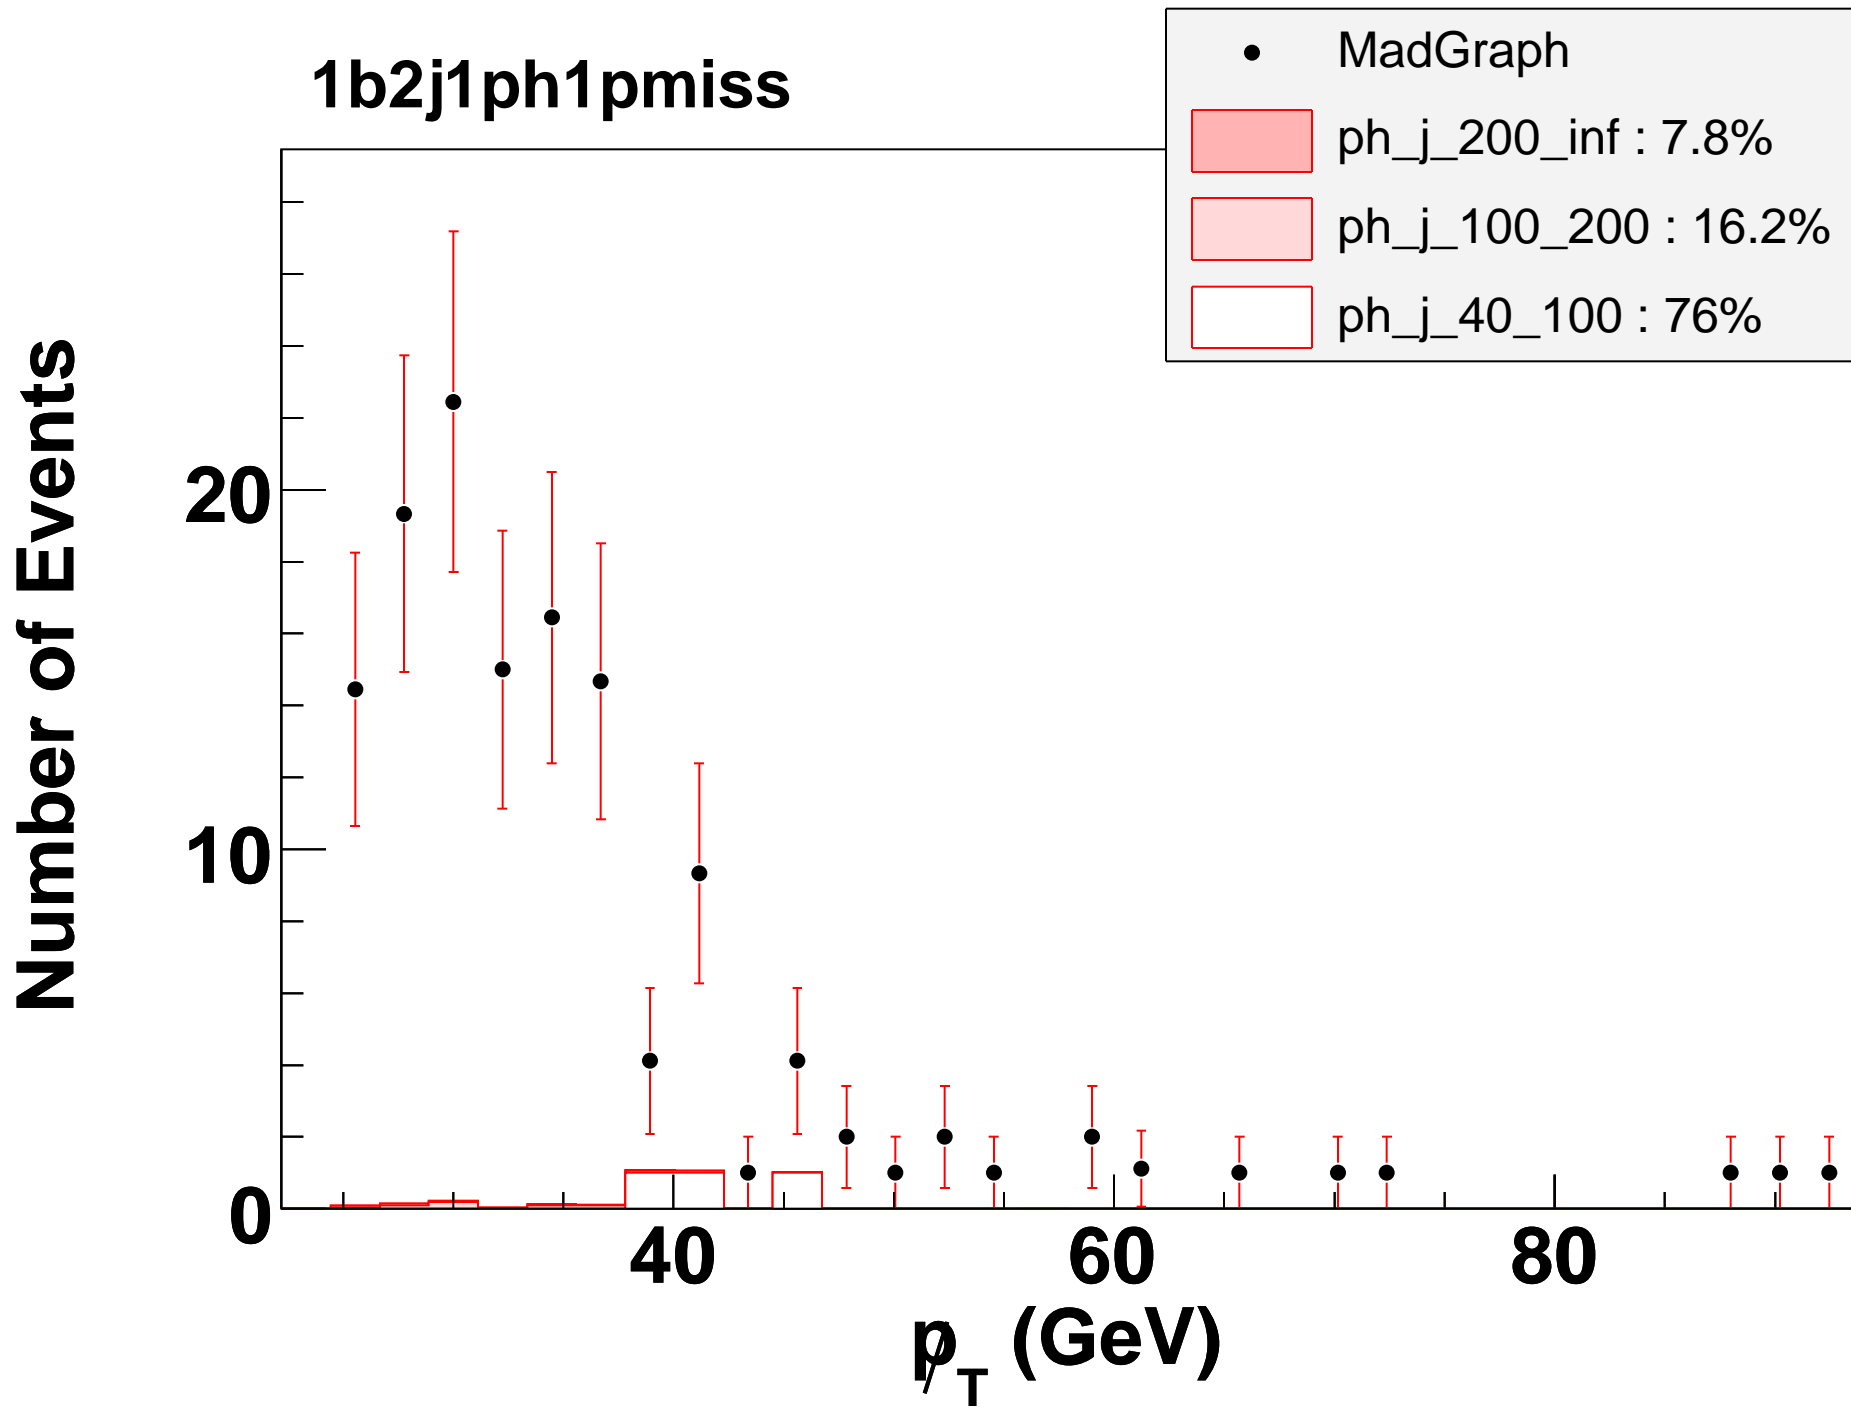 1b2j1ph1pmiss
MadGraph
ph_j_200_inf : 7.8%
ph_j_100_200 : 16.2%
ph_j_40_100 : 76%
Number of Events
20
10
0
40 60 80
p̸T (GeV)